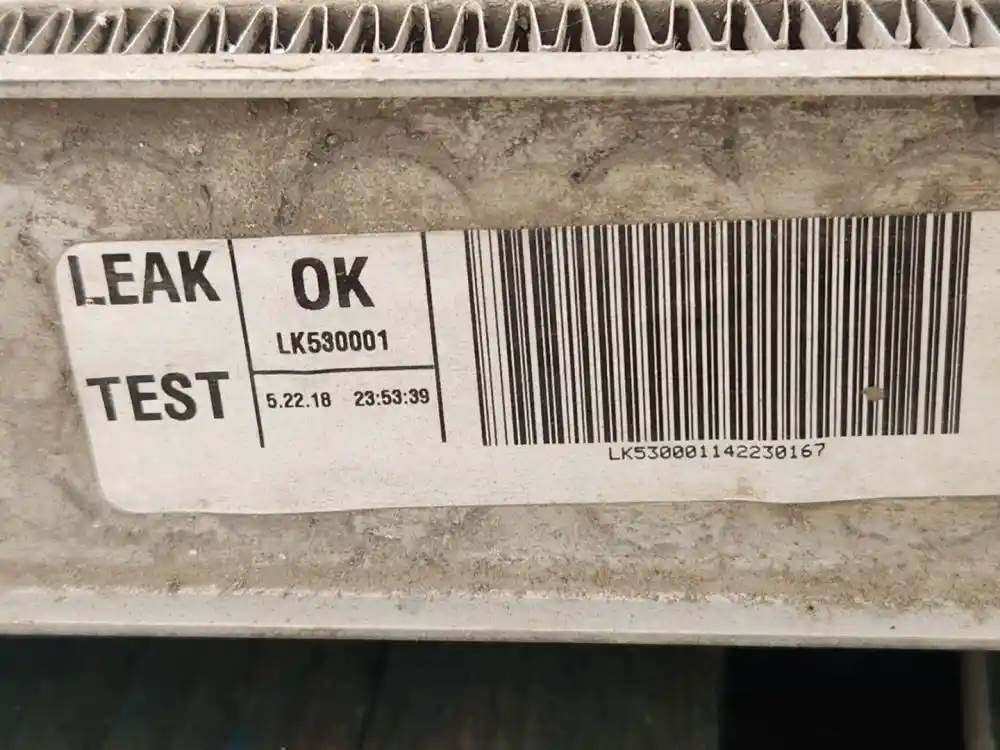 LEAK
TEST
OK
LK530001
5.22.18 23:53:39
LK530001142230167